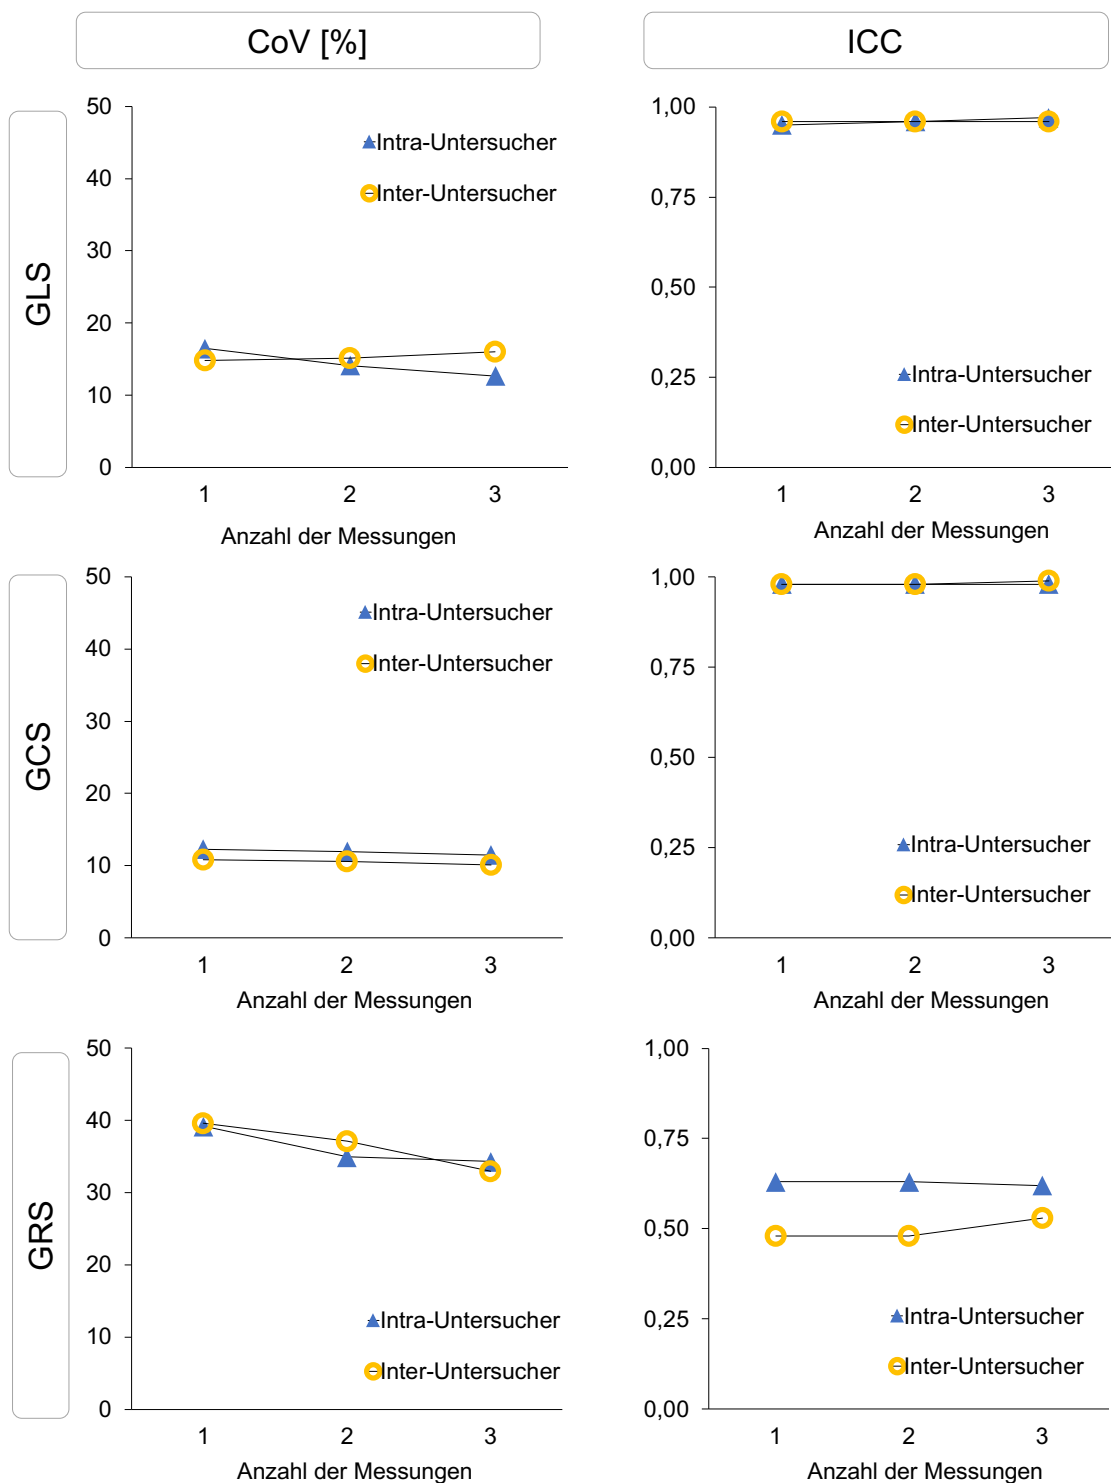 CoV [%]
ICC
GLS
50
40
30
20
10
0
1 2 3
Anzahl der Messungen
Intra-Untersucher
Inter-Untersucher
1,00
0,75
0,50
0,25
0,00
1 2 3
Anzahl der Messungen
Intra-Untersucher
Inter-Untersucher
GCS
50
40
30
20
10
0
1 2 3
Anzahl der Messungen
Intra-Untersucher
Inter-Untersucher
1,00
0,75
0,50
0,25
0,00
1 2 3
Anzahl der Messungen
Intra-Untersucher
Inter-Untersucher
GRS
50
40
30
20
10
0
1 2 3
Anzahl der Messungen
Intra-Untersucher
Inter-Untersucher
1,00
0,75
0,50
0,25
0,00
1 2 3
Anzahl der Messungen
Intra-Untersucher
Inter-Untersucher